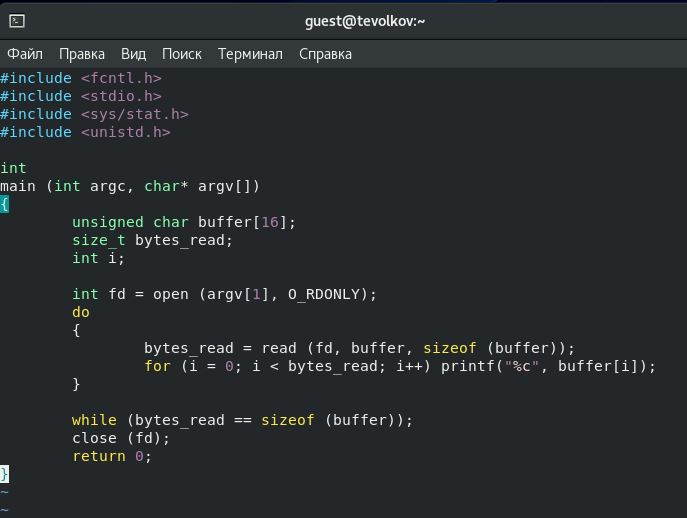 guest@tevolkov:~
Файл Правка Вид Поиск Терминал Справка
#include <fcntl.h>
#include <stdio.h>
#include <sys/stat.h>
#include <unistd.h>

int
main (int argc, char* argv[])
{
        unsigned char buffer[16];
        size_t bytes_read;
        int i;

        int fd = open (argv[1], O_RDONLY);
        do
        {
                bytes_read = read (fd, buffer, sizeof (buffer));
                for (i = 0; i < bytes_read; i++) printf("%c", buffer[i]);
        }

        while (bytes_read == sizeof (buffer));
        close (fd);
        return 0;
}
~
~